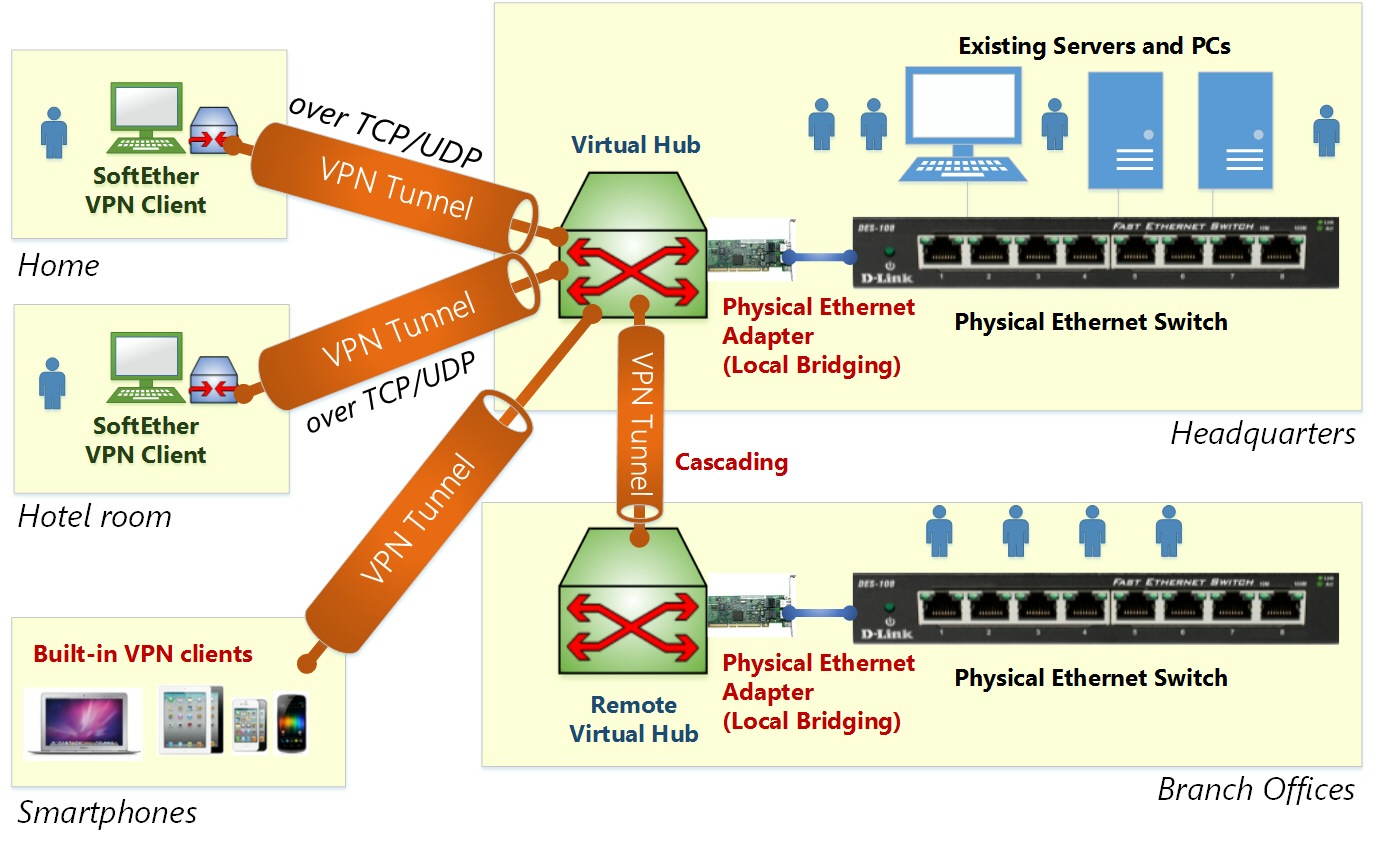 over TCP/UDP
VPN Tunnel
SoftEther
VPN Client
Home
VPN Tunnel
over TCP/UDP
SoftEther
VPN Client
Hotel room
VPN Tunnel
Built-in VPN clients
Smartphones
Existing Servers and PCs
Virtual Hub
DES-108
FAST ETHERNET SWITCH
D-Link
1 2 3 4 5 6 7 8
Physical Ethernet
Adapter
(Local Bridging)
Physical Ethernet Switch
Headquarters
VPN Tunnel
Cascading
DES-108
FAST ETHERNET SWITCH
D-Link
1 2 3 4 5 6 7 8
Physical Ethernet
Adapter
(Local Bridging)
Physical Ethernet Switch
Remote
Virtual Hub
Branch Offices